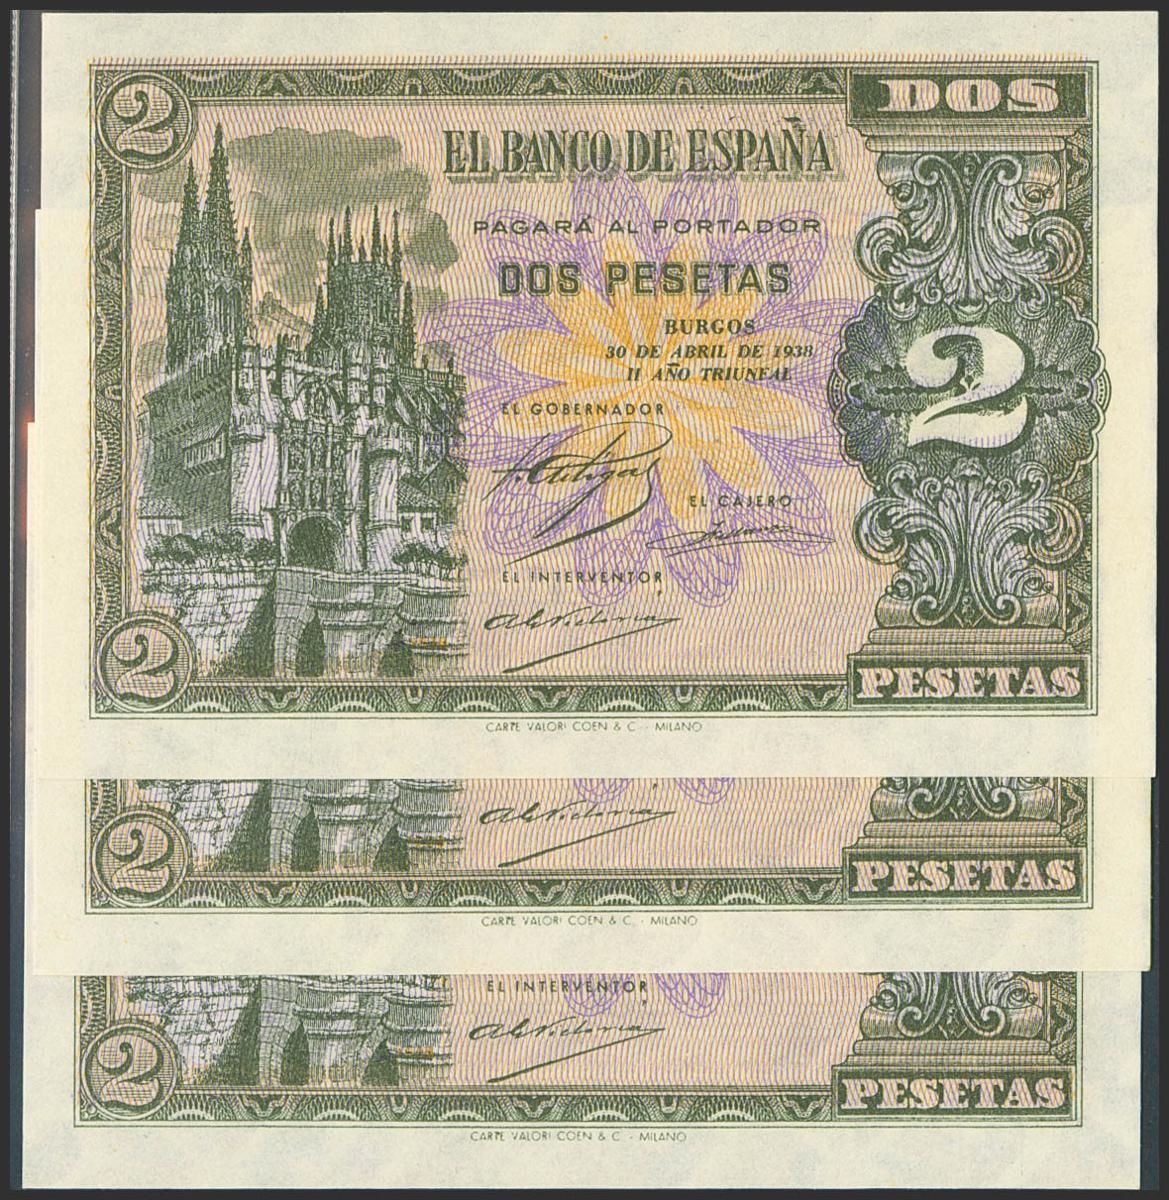 2
DOS
EL BANCO DE ESPAÑA
PAGARÁ AL PORTADOR
DOS PESETAS
BURGOS
30 DE ABRIL DE 1938
II AÑO TRIUNFAL
EL GOBERNADOR
2
EL CAJERO
EL INTERVENTOR
2
PESETAS
CARTE VALORI COEN & C. - MILANO
2
PESETAS
CARTE VALORI COEN & C. - MILANO
EL INTERVENTOR
2
PESETAS
CARTE VALORI COEN & C. - MILANO